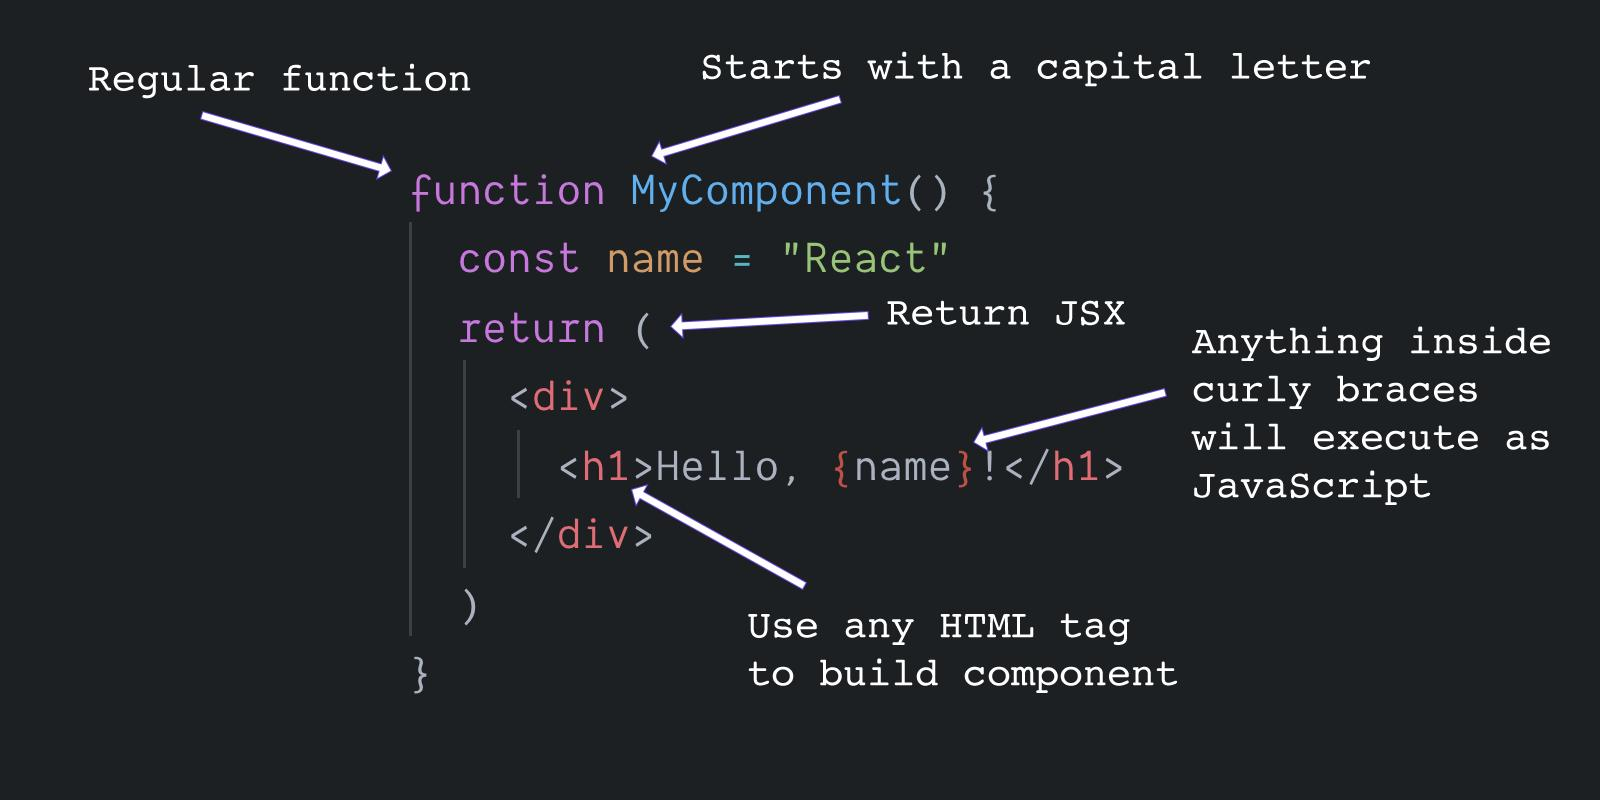 Regular function
Starts with a capital letter
function MyComponent() {
const name = "React"
return (
Return JSX
<div>
<h1>Hello, {name}!</h1>
</div>
)
}
Anything inside
curly braces
will execute as
JavaScript
Use any HTML tag
to build component